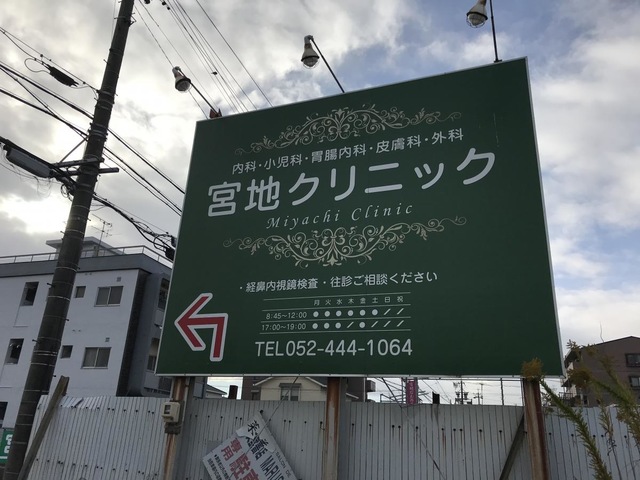 内科・小児科・胃腸内科・皮膚科・外科
宮地クリニック
Miyachi Clinic
・経鼻内視鏡検査・往診ご相談ください
月 火 水 木 金 土 日 祝
8:45～12:00 ● ● ● ● ● ● ／ ／
17:00～19:00 ● ● ／ ● ● ／ ／ ／
TEL052-444-1064